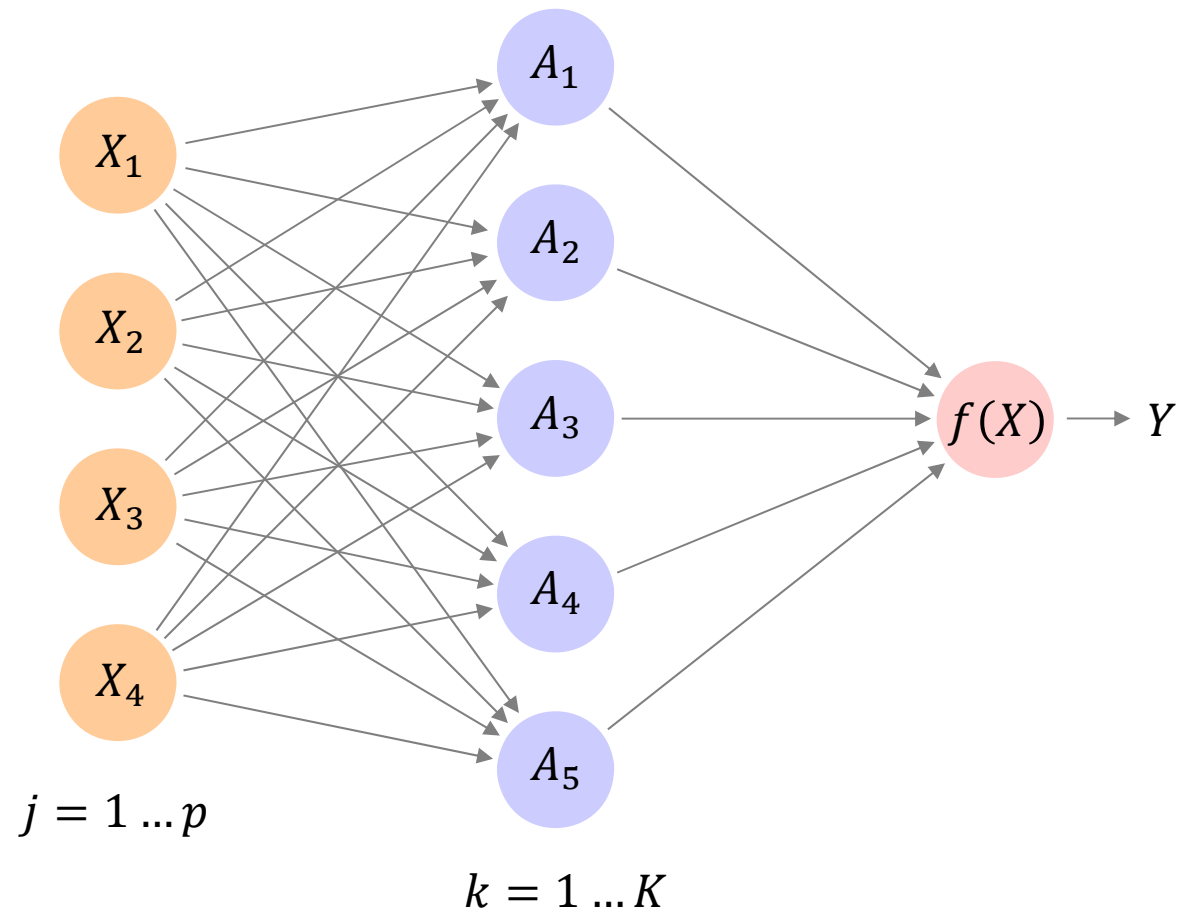 X₁
X₂
X₃
X₄
j = 1 … p
A₁
A₂
A₃
A₄
A₅
k = 1 … K
f(X)
Y